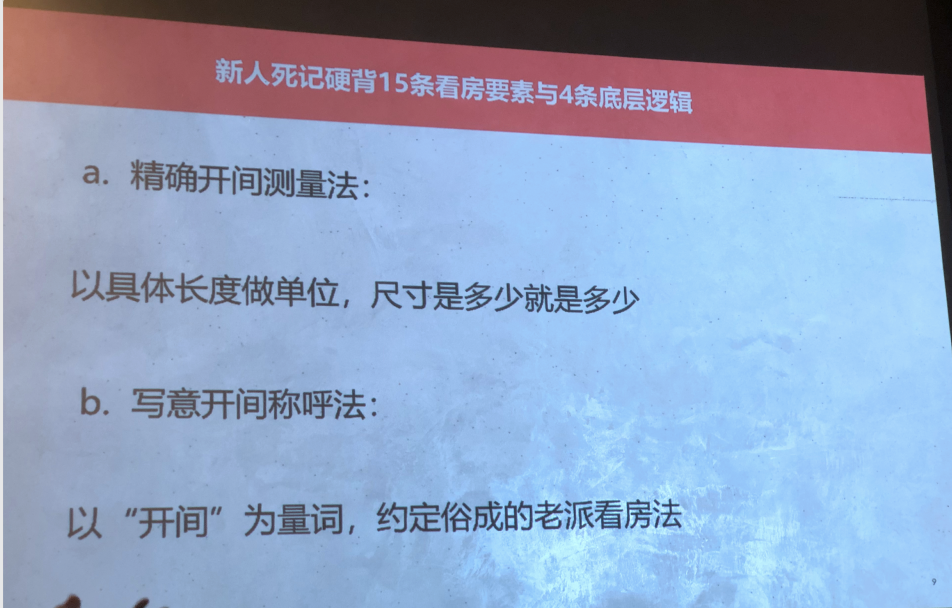 新人死记硬背15条看房要素与4条底层逻辑
a. 精确开间测量法：
以具体长度做单位，尺寸是多少就是多少
b. 写意开间称呼法：
以“开间”为量词，约定俗成的老派看房法
9